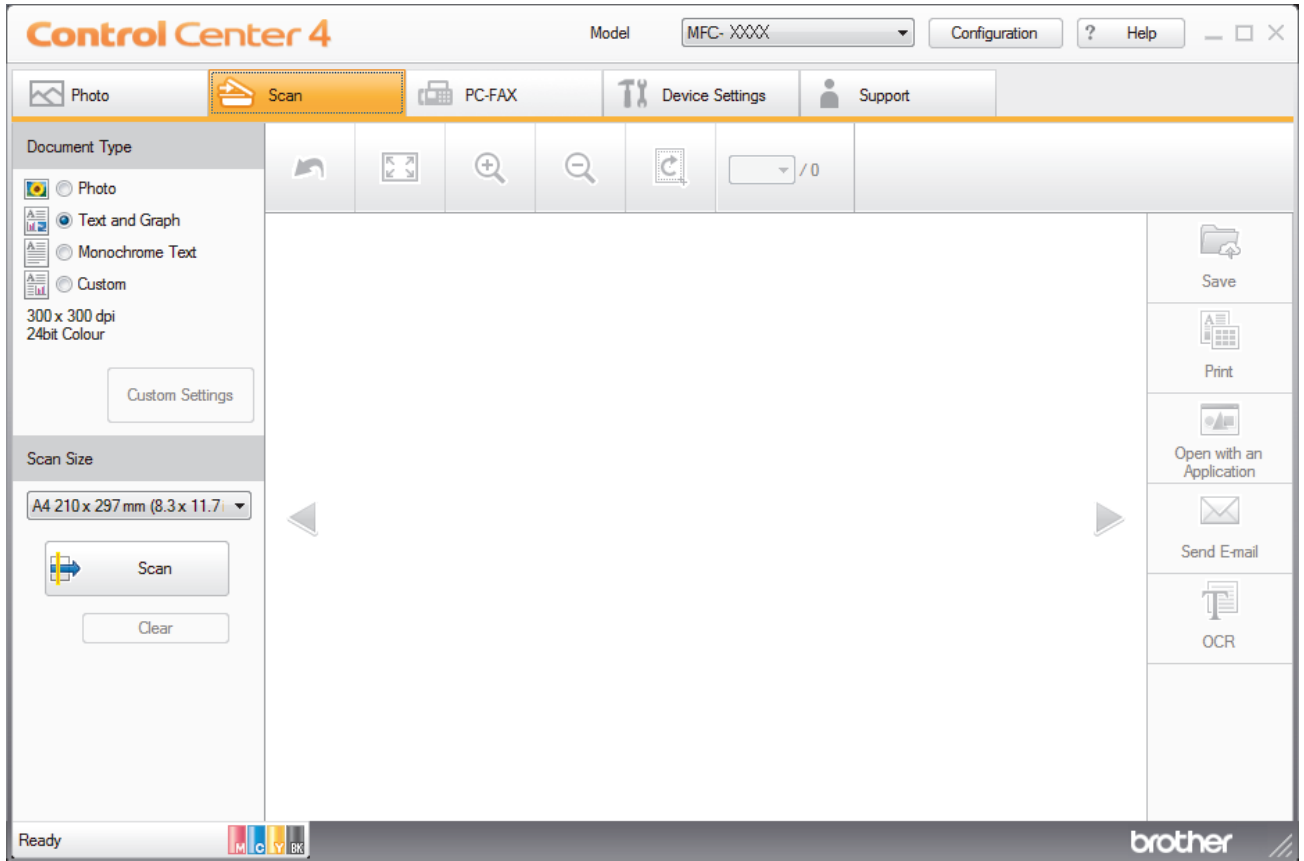 Control Center 4
Model
MFC- XXXX
Configuration
? Help
Photo
Scan
PC-FAX
Device Settings
Support
Document Type
Photo
Text and Graph
Monochrome Text
Custom
300 x 300 dpi
24bit Colour
Custom Settings
Scan Size
A4 210 x 297 mm (8.3 x 11.7
Scan
Clear
/ 0
Save
Print
Open with an
Application
Send E-mail
OCR
Ready
M C Y BK
brother